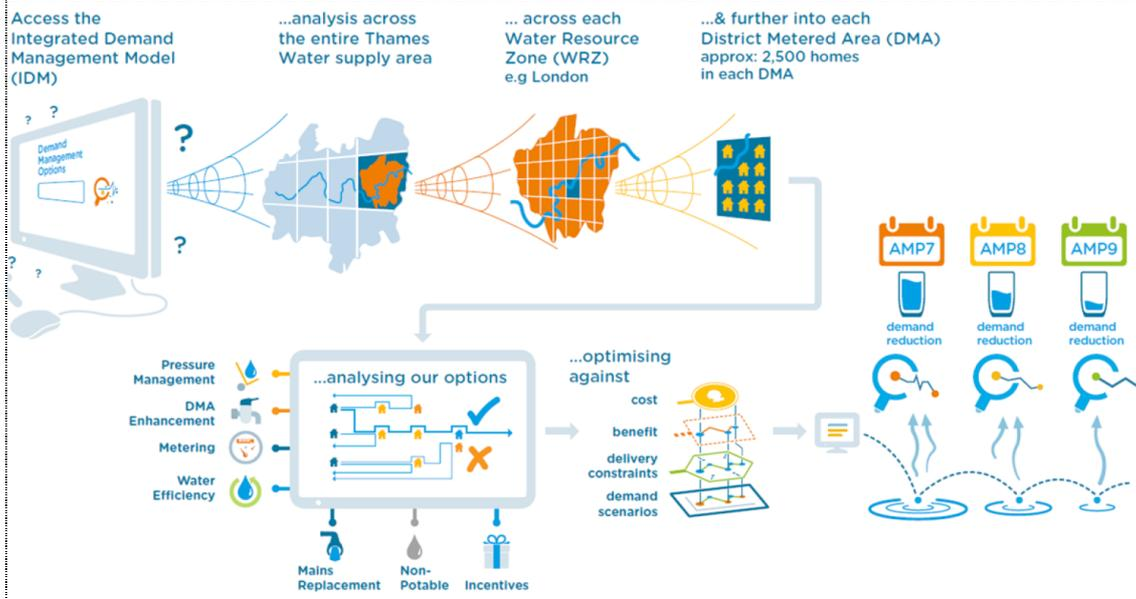 Access the
Integrated Demand
Management Model
(IDM)
...analysis across
the entire Thames
Water supply area
... across each
Water Resource
Zone (WRZ)
e.g London
...& further into each
District Metered Area (DMA)
approx: 2,500 homes
in each DMA
? ?
Demand
Management
Options
?
?
?
?
AMP7
AMP8
AMP9
demand
reduction
demand
reduction
demand
reduction
Pressure
Management
DMA
Enhancement
Metering
Water
Efficiency
...analysing our options
Mains
Replacement
Non-
Potable
Incentives
...optimising
against
cost
benefit
delivery
constraints
demand
scenarios